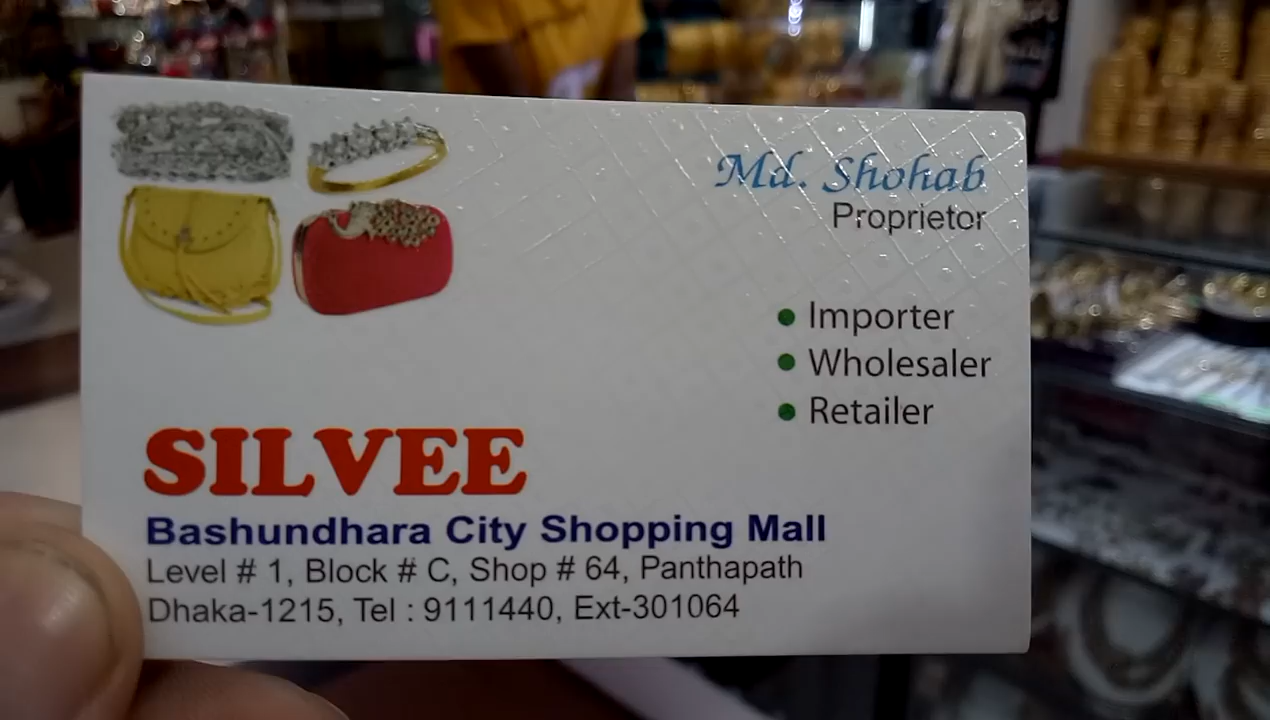 Md. Shohab
Proprietor
Importer
Wholesaler
Retailer
SILVEE
Bashundhara City Shopping Mall
Level # 1, Block # C, Shop # 64, Panthapath
Dhaka-1215, Tel : 9111440, Ext-301064